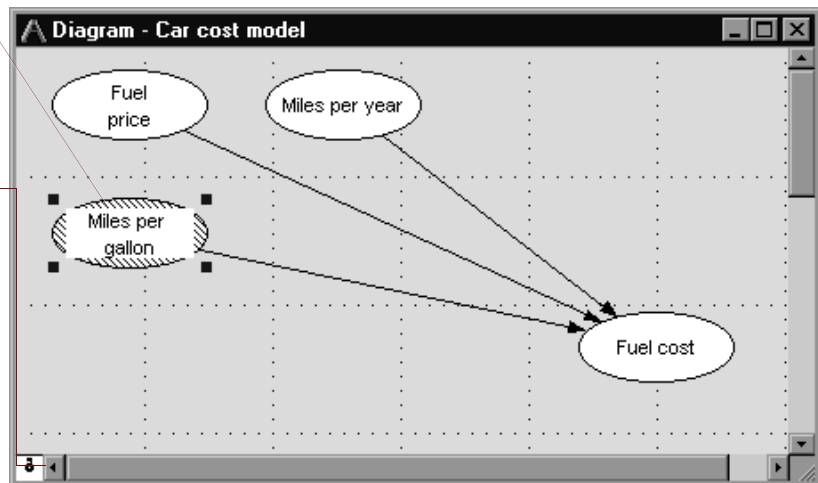 Diagram - Car cost model
Fuel
price
Miles per year
Miles per
gallon
Fuel cost